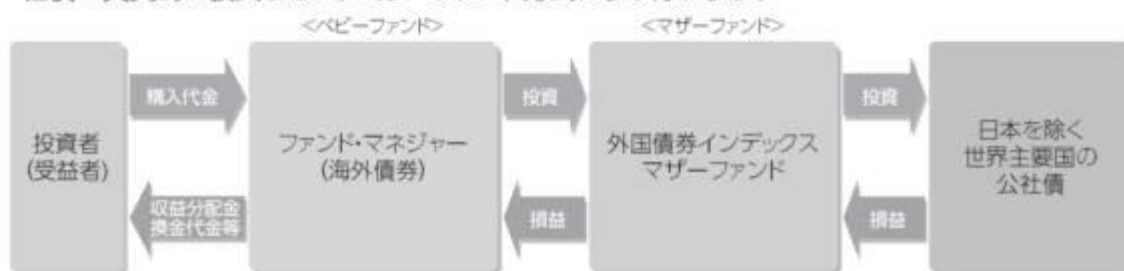 <ベビーファンド>
<マザーファンド>
投資者
(受益者)
購入代金
収益分配金
換金代金等
ファンド・マネジャー
(海外債券)
投資
損益
外国債券インデックス
マザーファンド
投資
損益
日本を除く
世界主要国の
公社債